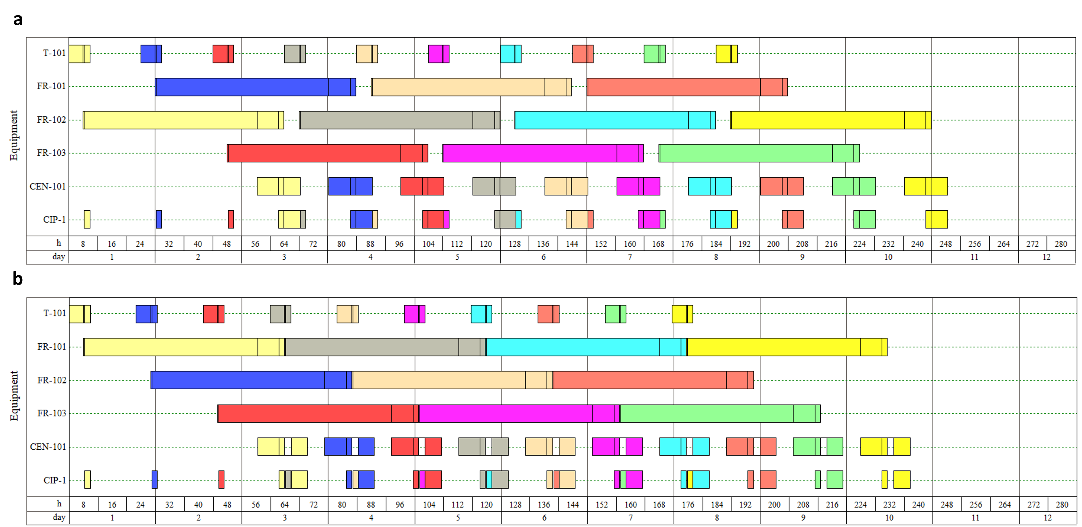 a
Equipment
T-101
FR-101
FR-102
FR-103
CEN-101
CIP-1
h 8 16 24 32 40 48 56 64 72 80 88 96 104 112 120 128 136 144 152 160 168 176 184 192 200 208 216 224 232 248 256 264 272 280
day 1 2 3 4 5 6 7 8 9 10 11 12
b
Equipment
T-101
FR-101
FR-102
FR-103
CEN-101
CIP-1
h 8 16 24 32 40 48 56 64 72 80 88 96 104 112 120 128 136 144 152 160 168 176 184 192 200 208 216 224 232 248 256 264 272 280
day 1 2 3 4 5 6 7 8 9 10 11 12